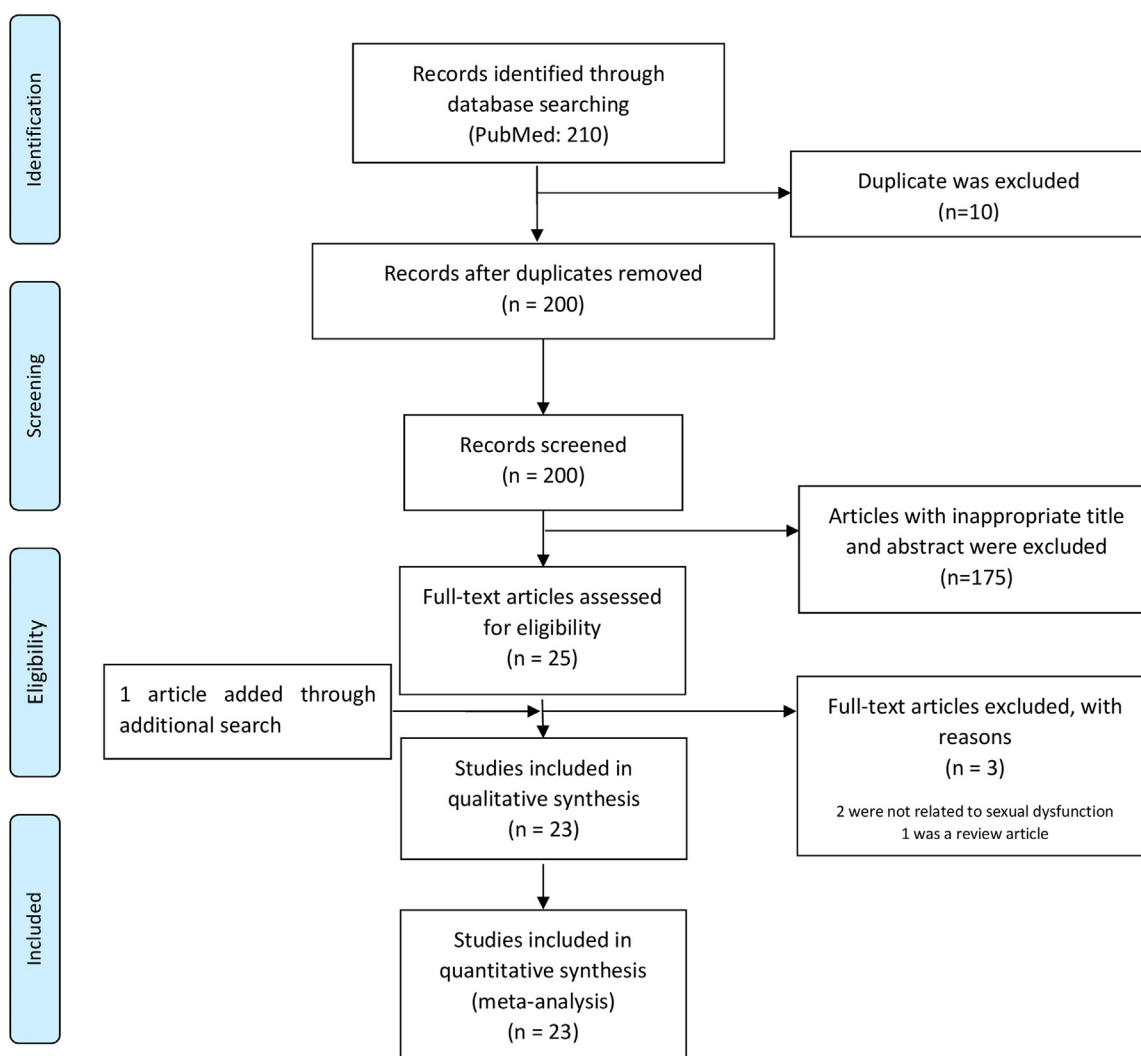 Identification
Records identified through
database searching
(PubMed: 210)
Duplicate was excluded
(n=10)
Records after duplicates removed
(n = 200)
Screening
Records screened
(n = 200)
Articles with inappropriate title
and abstract were excluded
(n=175)
Eligibility
Full-text articles assessed
for eligibility
(n = 25)
1 article added through
additional search
Full-text articles excluded, with
reasons
(n = 3)
2 were not related to sexual dysfunction
1 was a review article
Studies included in
qualitative synthesis
(n = 23)
Included
Studies included in
quantitative synthesis
(meta-analysis)
(n = 23)